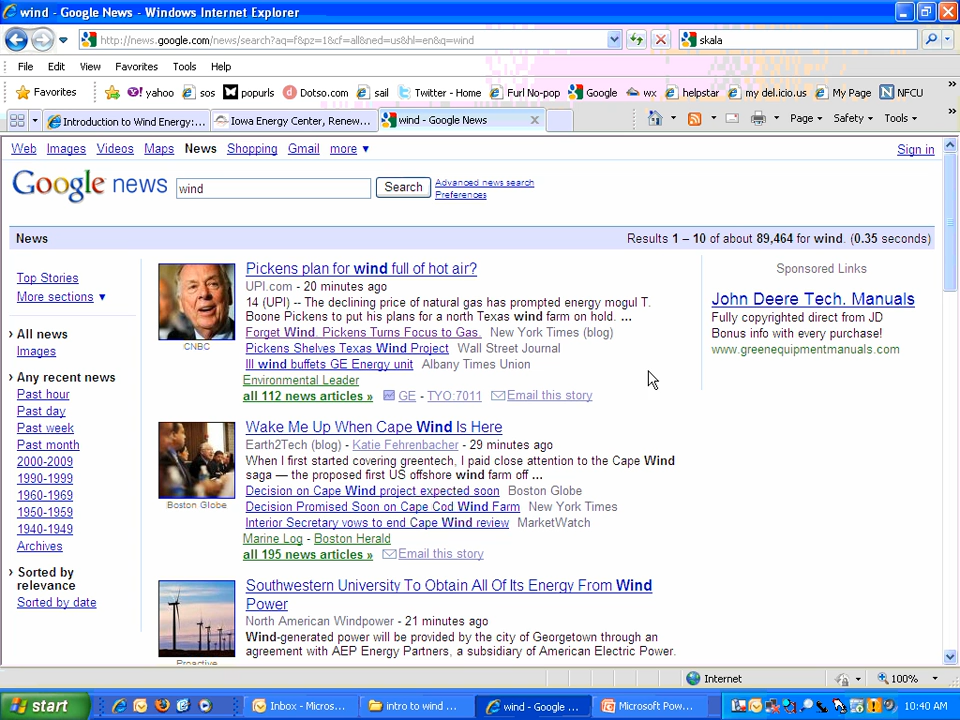 wind - Google News - Windows Internet Explorer
http://news.google.com/news/search?aq=f&pz=1&cf=all&ned=us&hl=en&q=wind
skala
File Edit View Favorites Tools Help
Favorites yahoo sos popurls Dotso.com sail Twitter - Home Furl No-pop Google wx helpstar my del.icio.us My Page NFCU
Introduction to Wind Energy:... Iowa Energy Center, Renew... wind - Google News Page Safety Tools
Web Images Videos Maps News Shopping Gmail more ▼ Sign in
Google news wind Search Advanced news search
Preferences
News Results 1 – 10 of about 89,464 for wind. (0.35 seconds)
Top Stories
More sections ▼
› All news
Images
› Any recent news
Past hour
Past day
Past week
Past month
2000-2009
1990-1999
1960-1969
1950-1959
1940-1949
Archives
› Sorted by
relevance
Sorted by date
CNBC
Pickens plan for wind full of hot air?
UPI.com - 20 minutes ago
14 (UPI) -- The declining price of natural gas has prompted energy mogul T.
Boone Pickens to put his plans for a north Texas wind farm on hold. ...
Forget Wind. Pickens Turns Focus to Gas. New York Times (blog)
Pickens Shelves Texas Wind Project Wall Street Journal
Ill wind buffets GE Energy unit Albany Times Union
Environmental Leader
all 112 news articles » GE - TYO:7011 Email this story
Boston Globe
Wake Me Up When Cape Wind Is Here
Earth2Tech (blog) - Katie Fehrenbacher - 29 minutes ago
When I first started covering greentech, I paid close attention to the Cape Wind
saga — the proposed first US offshore wind farm off ...
Decision on Cape Wind project expected soon Boston Globe
Decision Promised Soon on Cape Cod Wind Farm New York Times
Interior Secretary vows to end Cape Wind review MarketWatch
Marine Log - Boston Herald
all 195 news articles » Email this story
Proactive
Southwestern University To Obtain All Of Its Energy From Wind
Power
North American Windpower - 21 minutes ago
Wind-generated power will be provided by the city of Georgetown through an
agreement with AEP Energy Partners, a subsidiary of American Electric Power.
Sponsored Links
John Deere Tech. Manuals
Fully copyrighted direct from JD
Bonus info with every purchase!
www.greenequipmentmanuals.com
Internet 100%
start Inbox - Micros... intro to wind ... wind - Google ... Microsoft Pow... 10:40 AM